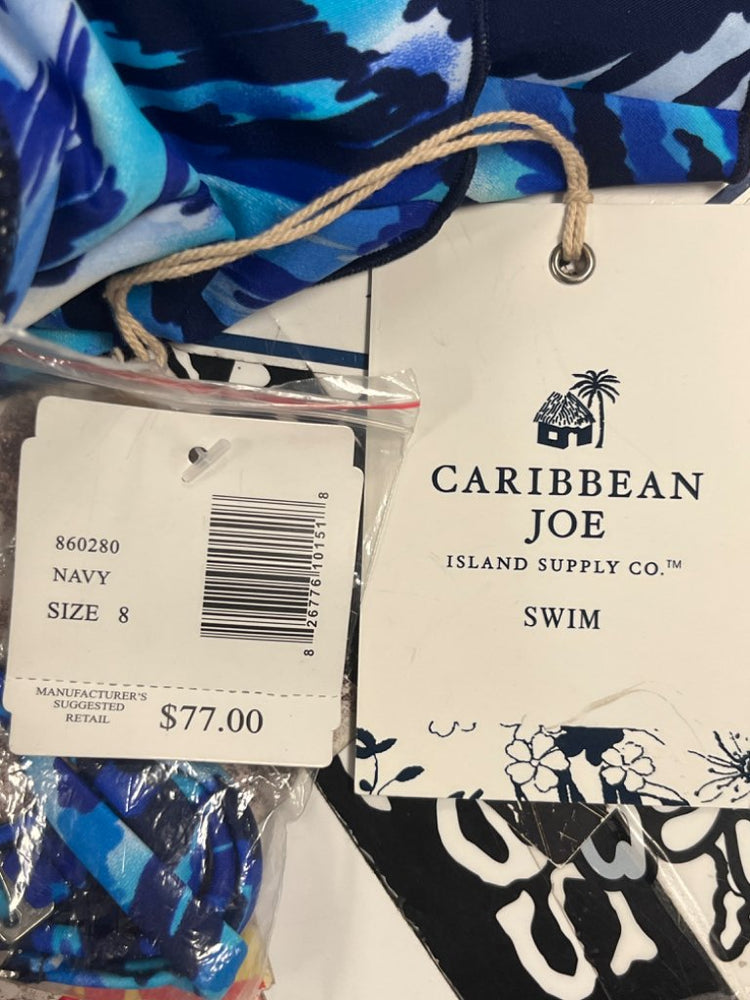 860280
NAVY
SIZE 8
8 26776 10151 8
MANUFACTURER'S
SUGGESTED
RETAIL
$77.00
CARIBBEAN
JOE
ISLAND SUPPLY CO.™
SWIM